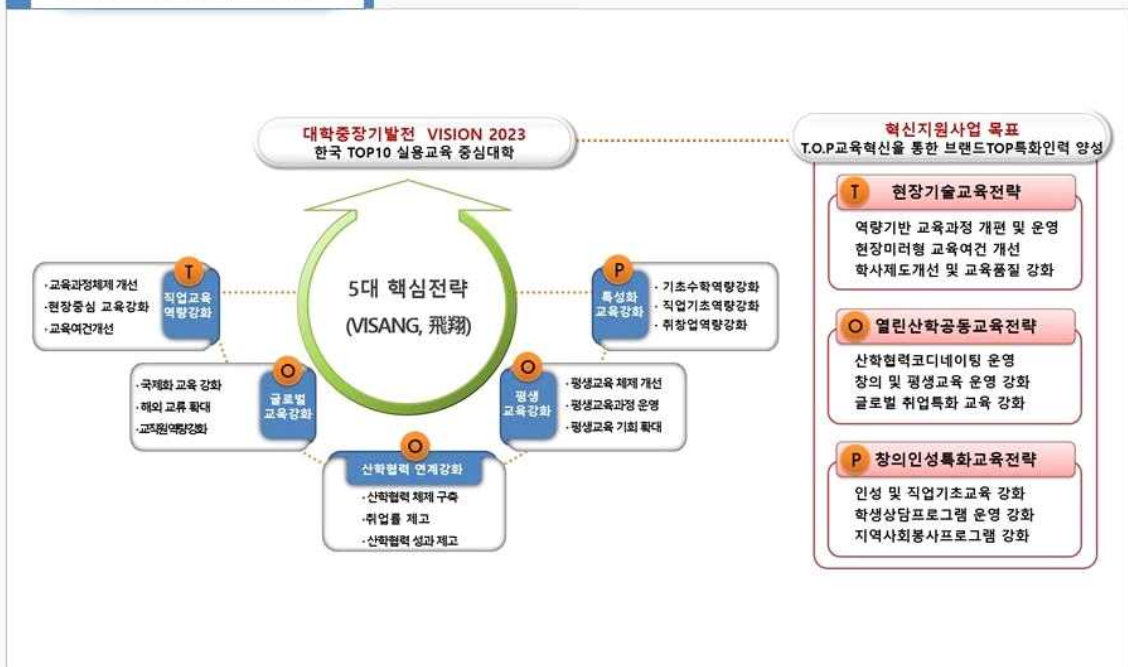 대학중장기발전 VISION 2023
한국 TOP10 실용교육 중심대학
혁신지원사업 목표
T.O.P교육혁신을 통한 브랜드TOP특화인력 양성
5대 핵심전략
(VISANG, 飛翔)
T
직업교육
역량강화
·교육과정체제 개선
·현장중심 교육강화
·교육여건개선
O
글로벌
교육강화
·국제화 교육 강화
·해외 교류 확대
·교직원역량강화
O
산학협력 연계강화
·산학협력 체제 구축
·취업률 제고
·산학협력 성과 제고
O
평생
교육강화
·평생교육 체제 개선
·평생교육과정 운영
·평생교육 기회 확대
P
특성화
교육강화
· 기초수학역량강화
· 직업기초역량강화
· 취창업역량강화
T 현장기술교육전략
역량기반 교육과정 개편 및 운영
현장미러형 교육여건 개선
학사제도개선 및 교육품질 강화
O 열린산학공동교육전략
산학협력코디네이팅 운영
창의 및 평생교육 운영 강화
글로벌 취업특화 교육 강화
P 창의인성특화교육전략
인성 및 직업기초교육 강화
학생상담프로그램 운영 강화
지역사회봉사프로그램 강화